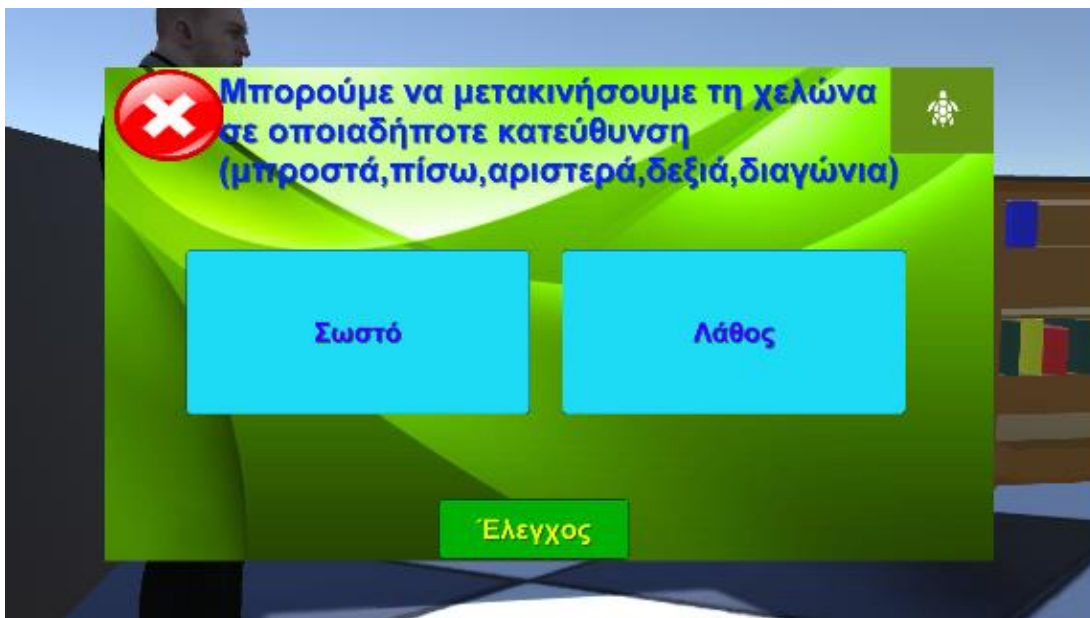 Μπορούμε να μετακινήσουμε τη χελώνα
σε οποιαδήποτε κατεύθυνση
(μπροστά,πίσω,αριστερά,δεξιά,διαγώνια)
Σωστό
Λάθος
Έλεγχος